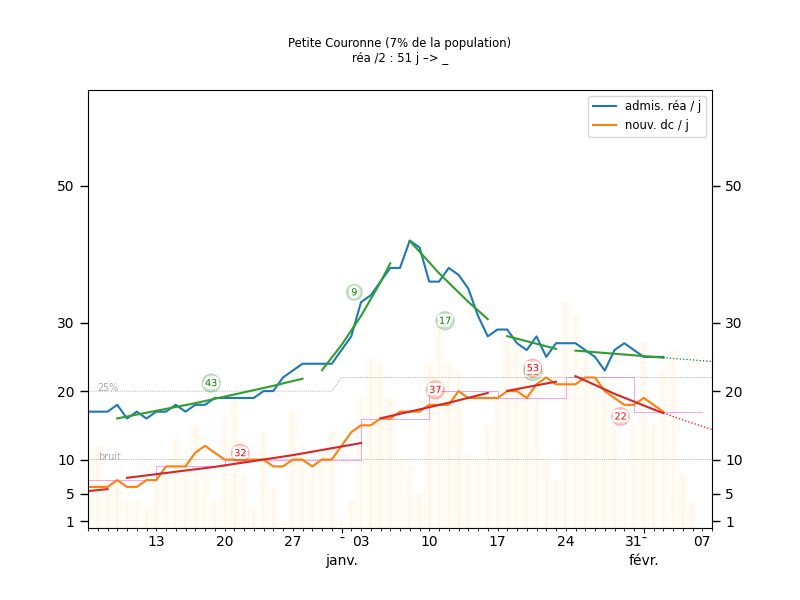 Petite Couronne (7% de la population)
réa /2 : 51 j –> _
admis. réa / j
nouv. dc / j
50 50
30 30
20 20
10 10
5 5
1 1
25%
bruit
9
17
43
53
37
22
32
13 20 27 - 03 10 17 24 31- 07
janv. févr.